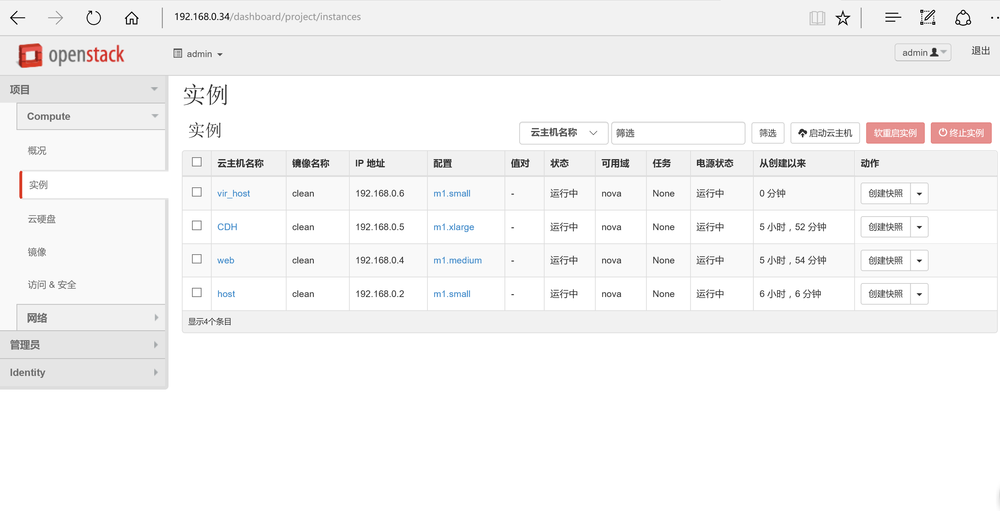 192.168.0.34/dashboard/project/instances
openstack
admin
admin
退出
项目
Compute
概况
实例
云硬盘
镜像
访问 & 安全
网络
管理员
Identity
实例
实例
云主机名称 筛选 筛选 启动云主机 软重启实例 终止实例
云主机名称 镜像名称 IP 地址 配置 值对 状态 可用域 任务 电源状态 从创建以来 动作
vir_host clean 192.168.0.6 m1.small - 运行中 nova None 运行中 0 分钟 创建快照
CDH clean 192.168.0.5 m1.xlarge - 运行中 nova None 运行中 5 小时，52 分钟 创建快照
web clean 192.168.0.4 m1.medium - 运行中 nova None 运行中 5 小时，54 分钟 创建快照
host clean 192.168.0.2 m1.small - 运行中 nova None 运行中 6 小时，6 分钟 创建快照
显示4个条目